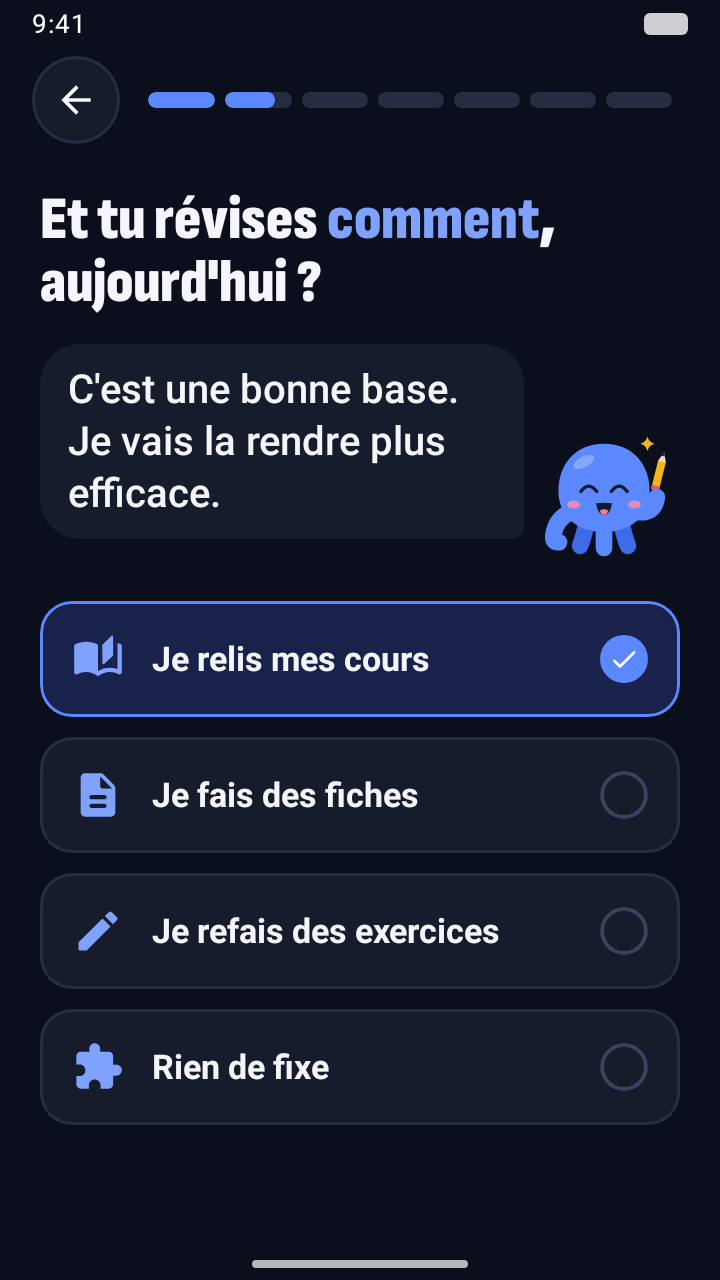 9:41
Et tu révises comment,
aujourd'hui ?
C'est une bonne base.
Je vais la rendre plus
efficace.
Je relis mes cours
Je fais des fiches
Je refais des exercices
Rien de fixe